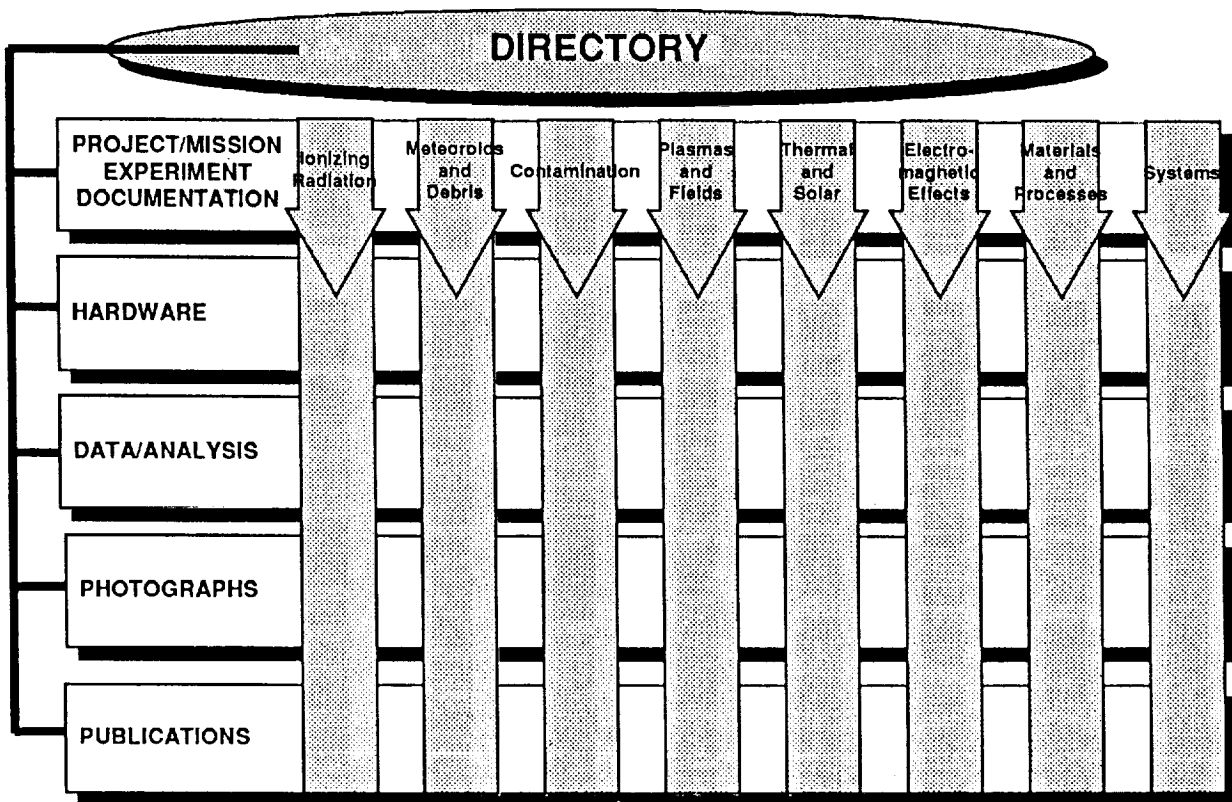 DIRECTORY
PROJECT/MISSION
EXPERIMENT
DOCUMENTATION
Ionizing
Radiation
Meteoroids
and
Debris
Contamination
Plasmas
and
Fields
Thermal
and
Solar
Electro-
magnetic
Effects
Materials
and
Processes
Systems
HARDWARE
DATA/ANALYSIS
PHOTOGRAPHS
PUBLICATIONS